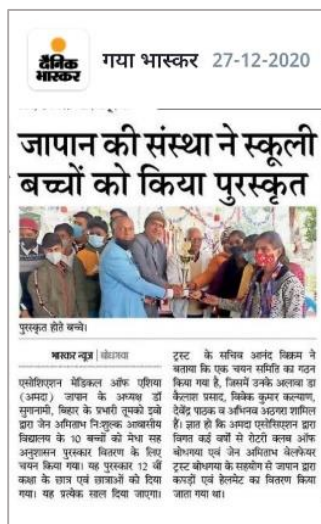 दैनिक
भास्कर
गया भास्कर 27-12-2020
जापान की संस्था ने स्कूली
बच्चों को किया पुरस्कृत
पुरस्कृत होते बच्चे।
भास्कर न्यूज | बोधगया
एसोशिएशन मेडिकल ऑफ एशिया
(अमदा) जापान के अध्यक्ष डॉ
सुगानामी, बिहार के प्रभारी तुमको इवो
द्वारा जेन अमिताभ निःशुल्क आवासीय
विद्यालय के 10 बच्चों को मेधा सह
अनुशासन पुरस्कार वितरण के लिए
चयन किया गया। यह पुरस्कार 12 वीं
कक्षा के छात्र एवं छात्राओं को दिया
गया। यह प्रत्येक साल दिया जाएगा।
ट्रस्ट के सचिव आनंद विक्रम ने
बताया कि एक चयन समिति का गठन
किया गया है, जिसमें उनके अलावा डा
कैलाश प्रसाद, विवेक कुमार कल्याण,
देवेंद्र पाठक व अभिनव अठगरा शामिल
हैं। ज्ञात हो कि अमदा एसोसिएशन द्वारा
विगत कई वर्षों से रोटरी क्लब ऑफ
बोधगया एवं जेन अमिताभ वेलफेयर
ट्रस्ट बोधगया के सहयोग से जापान द्वारा
कपड़ों एवं हेलमेट का वितरण किया
जाता गया था।